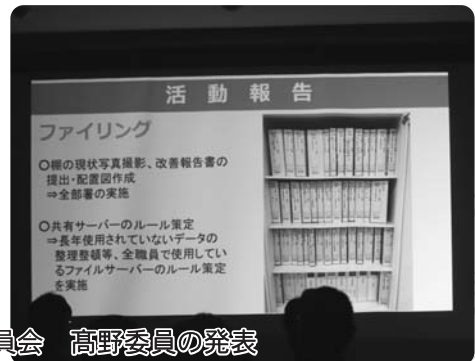 活動報告
ファイリング
○棚の現状写真撮影、改善報告書の
提出・配置図作成
⇒全部署の実施
○共有サーバーのルール策定
⇒長年使用されていないデータの
整理整頓等、全職員で使用してい
るファイルサーバーのルール策定
を実施
員会　髙野委員の発表